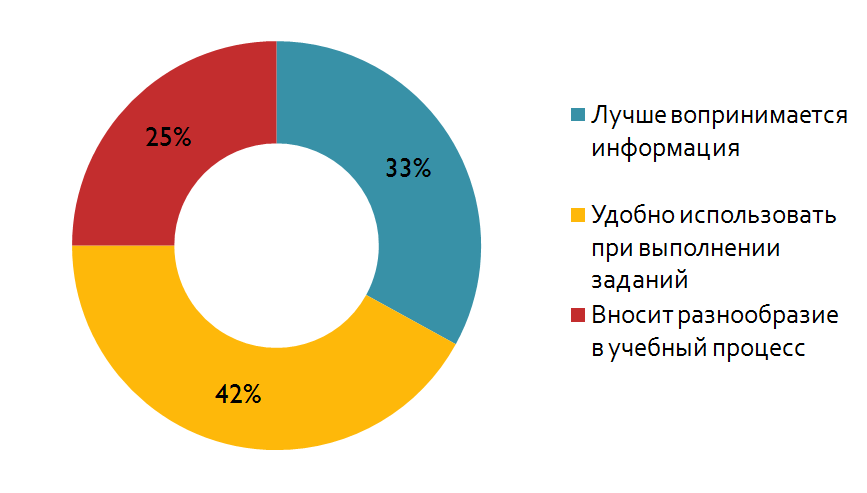 25%
33%
42%
Лучше вопринимается
информация
Удобно использовать
при выполнении
заданий
Вносит разнообразие
в учебный процесс